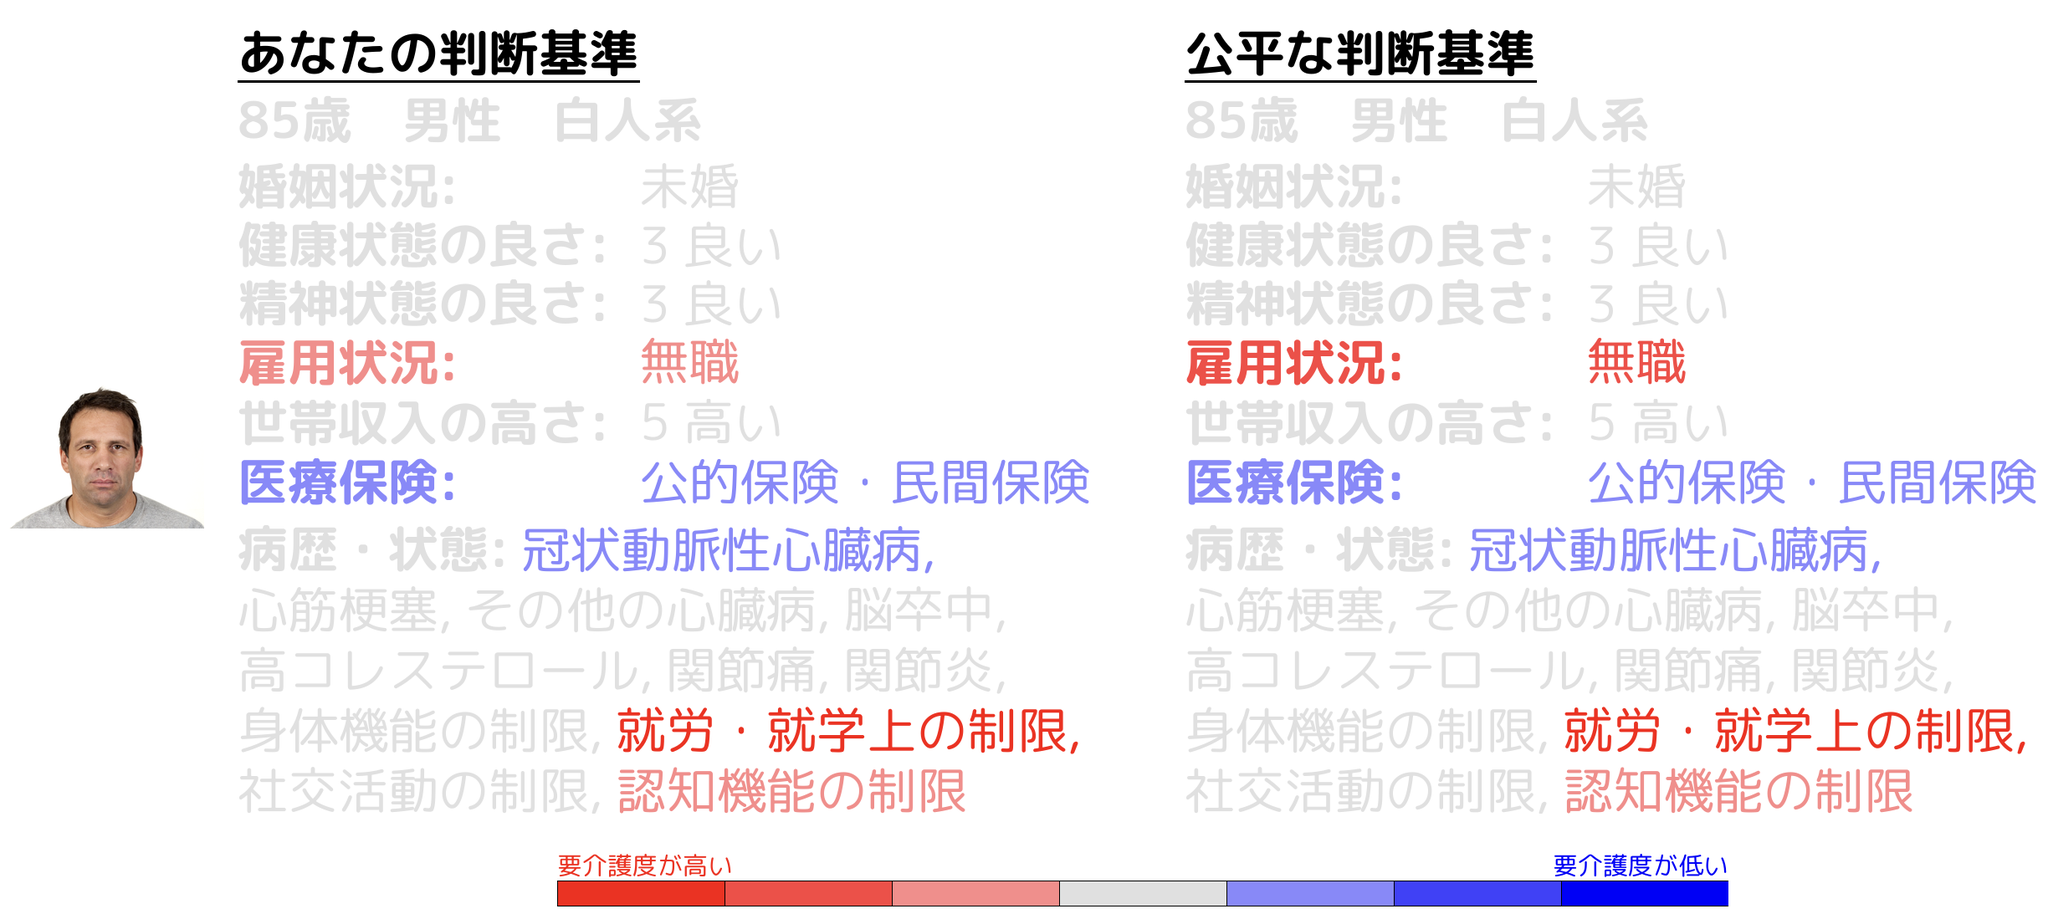 あなたの判断基準
85歳　男性　白人系
婚姻状況: 未婚
健康状態の良さ: 3 良い
精神状態の良さ: 3 良い
雇用状況: 無職
世帯収入の高さ: 5 高い
医療保険: 公的保険・民間保険
病歴・状態: 冠状動脈性心臓病,
心筋梗塞, その他の心臓病, 脳卒中,
高コレステロール, 関節痛, 関節炎,
身体機能の制限, 就労・就学上の制限,
社交活動の制限, 認知機能の制限
公平な判断基準
85歳　男性　白人系
婚姻状況: 未婚
健康状態の良さ: 3 良い
精神状態の良さ: 3 良い
雇用状況: 無職
世帯収入の高さ: 5 高い
医療保険: 公的保険・民間保険
病歴・状態: 冠状動脈性心臓病,
心筋梗塞, その他の心臓病, 脳卒中,
高コレステロール, 関節痛, 関節炎,
身体機能の制限, 就労・就学上の制限,
社交活動の制限, 認知機能の制限
要介護度が高い
要介護度が低い